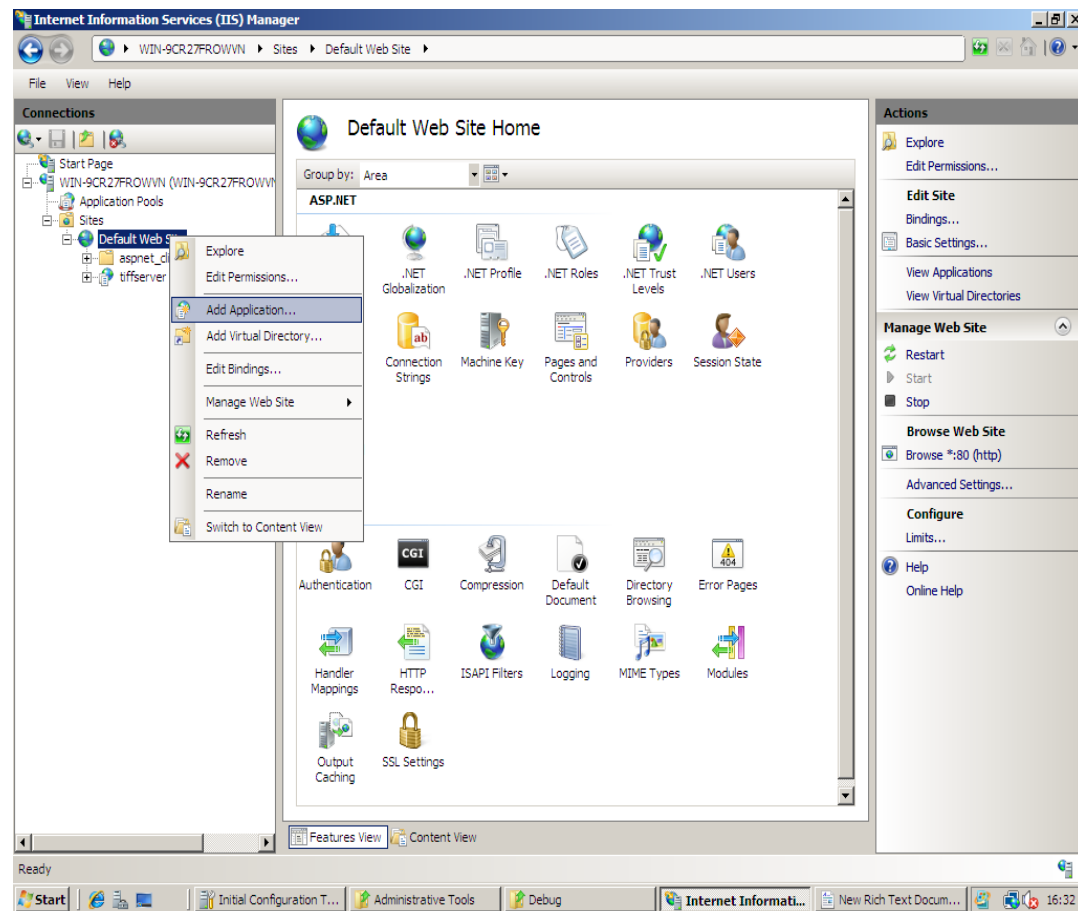 Internet Information Services (IIS) Manager
WIN-9CR27FROWVN Sites Default Web Site
File View Help
Connections
Start Page
WIN-9CR27FROWVN (WIN-9CR27FROWVN
Application Pools
Sites
Default Web S
aspnet_cli
tiffserver
Explore
Edit Permissions...
Add Application...
Add Virtual Directory...
Edit Bindings...
Manage Web Site
Refresh
Remove
Rename
Switch to Content View
Default Web Site Home
Group by: Area
ASP.NET
.NET Globalization
.NET Profile
.NET Roles
.NET Trust Levels
.NET Users
ab
Connection Strings
Machine Key
Pages and Controls
Providers
Session State
Authentication
CGI
CGI
Compression
Default Document
Directory Browsing
404
Error Pages
Handler Mappings
HTTP Respo...
ISAPI Filters
Logging
MIME Types
Modules
Output Caching
SSL Settings
Features View Content View
Actions
Explore
Edit Permissions...
Edit Site
Bindings...
Basic Settings...
View Applications
View Virtual Directories
Manage Web Site
Restart
Start
Stop
Browse Web Site
Browse *:80 (http)
Advanced Settings...
Configure
Limits...
Help
Online Help
Ready
Start Initial Configuration T... Administrative Tools Debug Internet Informati... New Rich Text Docum... 16:32